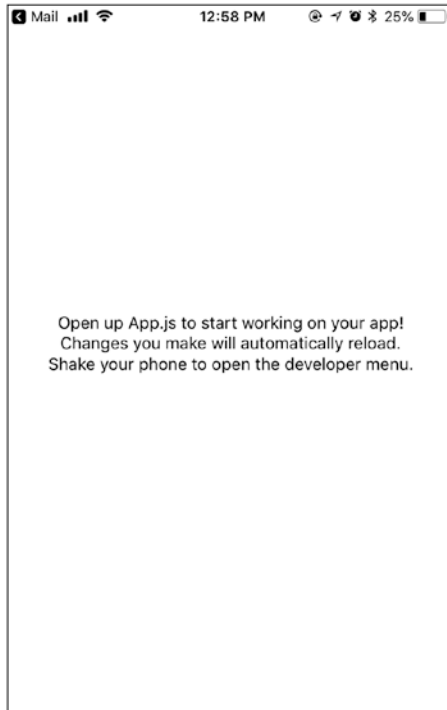 Mail 12:58 PM 25%
Open up App.js to start working on your app!
Changes you make will automatically reload.
Shake your phone to open the developer menu.